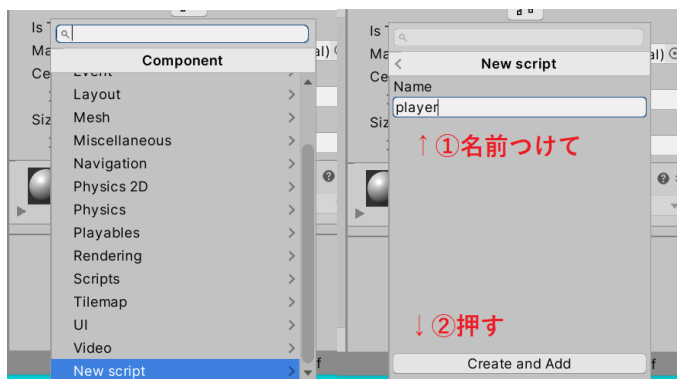 Is T
Ma
Ce
Siz
al)
Component
Event
Layout
Mesh
Miscellaneous
Navigation
Physics 2D
Physics
Playables
Rendering
Scripts
Tilemap
UI
Video
New script
f
Is T
Ma
Ce
Siz
al)
New script
Name
player
↑①名前つけて
↓②押す
Create and Add
f